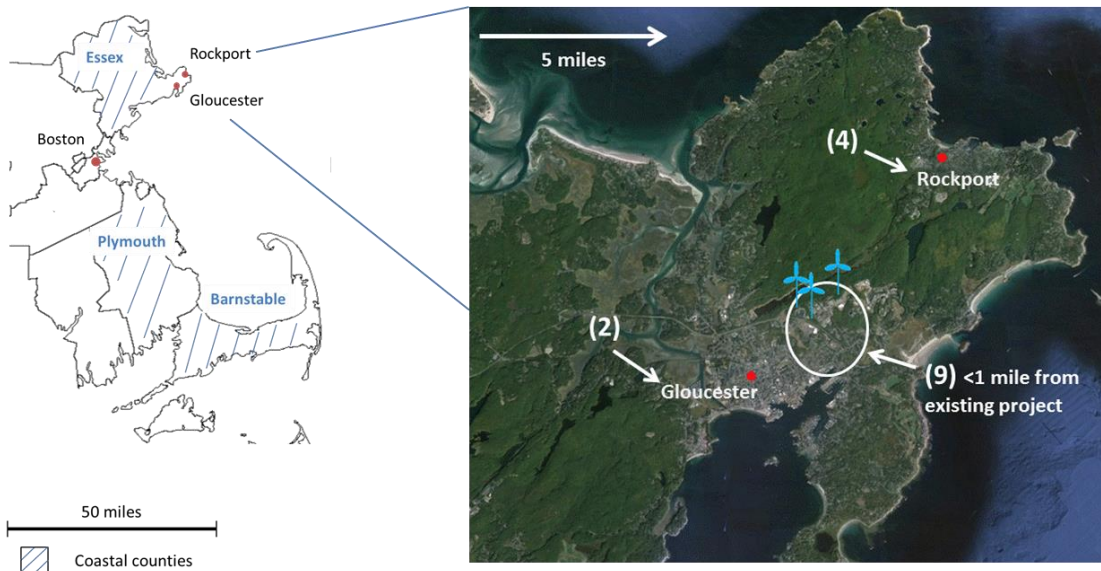 Essex
Rockport
Gloucester
Boston
Plymouth
Barnstable
50 miles
Coastal counties
5 miles
(4)
Rockport
(2)
Gloucester
(9) <1 mile from
existing project